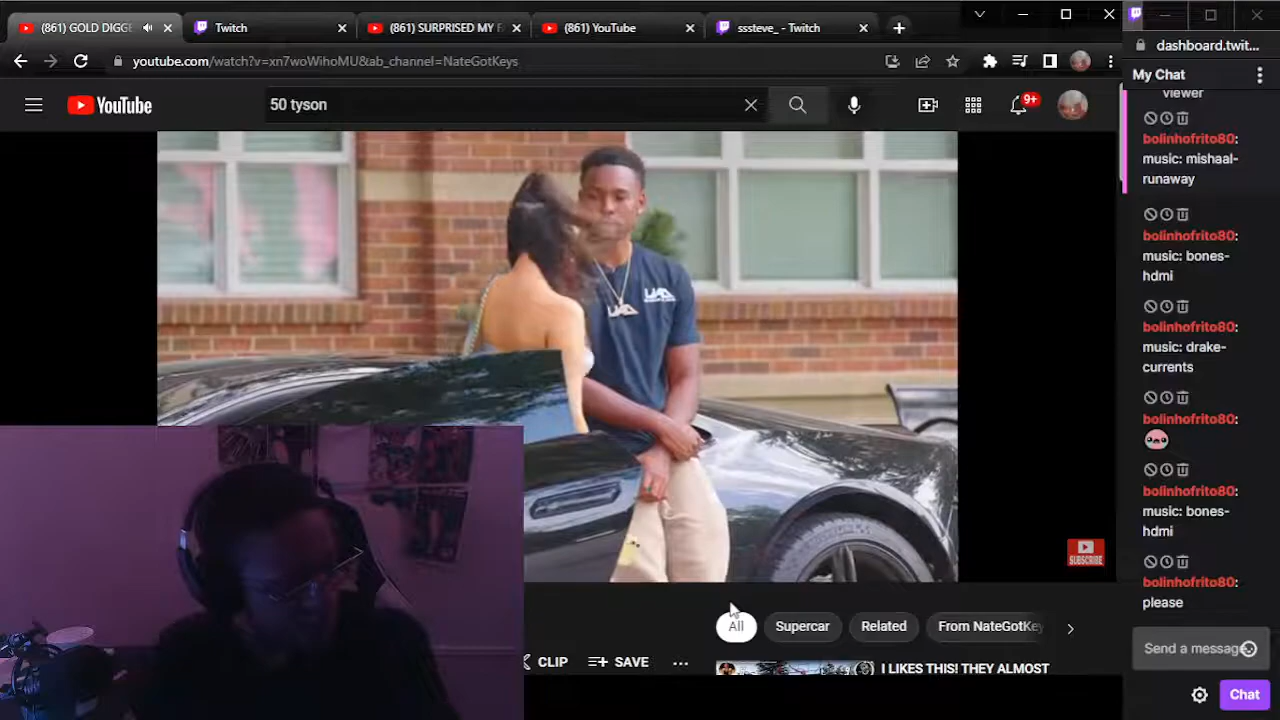 (861) GOLD DIGGE
Twitch
(861) SURPRISED MY E
(861) YouTube
ssteve_ - Twitch
youtube.com/watch?v=xn7woWihoMU&ab_channel=NateGotKeys
dashboard.twit...
YouTube
50 tyson
9+
My Chat
viewer
bolinhofrito80:
music: mishaal-
runaway
bolinhofrito80:
music: bones-
hdmi
bolinhofrito80:
music: drake-
currents
bolinhofrito80:
bolinhofrito80:
music: bones-
hdmi
bolinhofrito80:
please
SUBSCRIBE
All
Supercar
Related
From NateGotKey
CLIP
SAVE
I LIKES THIS! THEY ALMOST
Send a message
Chat